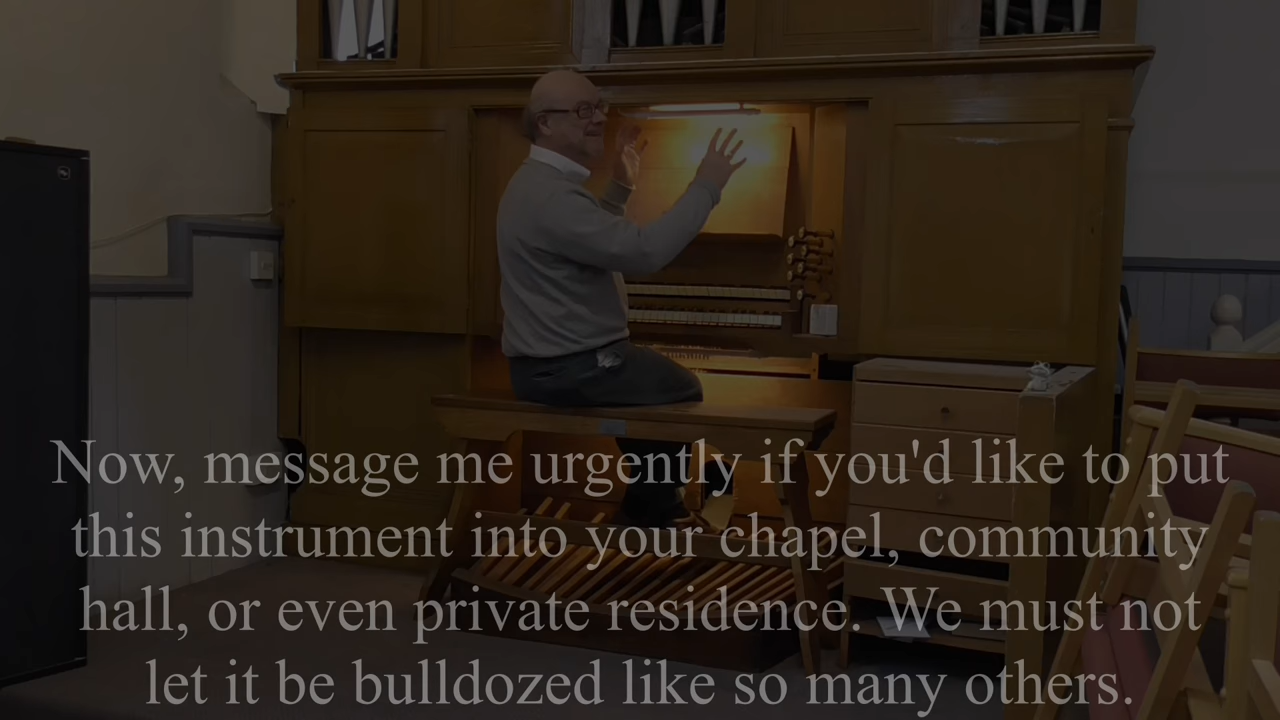 Now, message me urgently if you'd like to put
this instrument into your chapel, community
hall, or even private residence. We must not
let it be bulldozed like so many others.